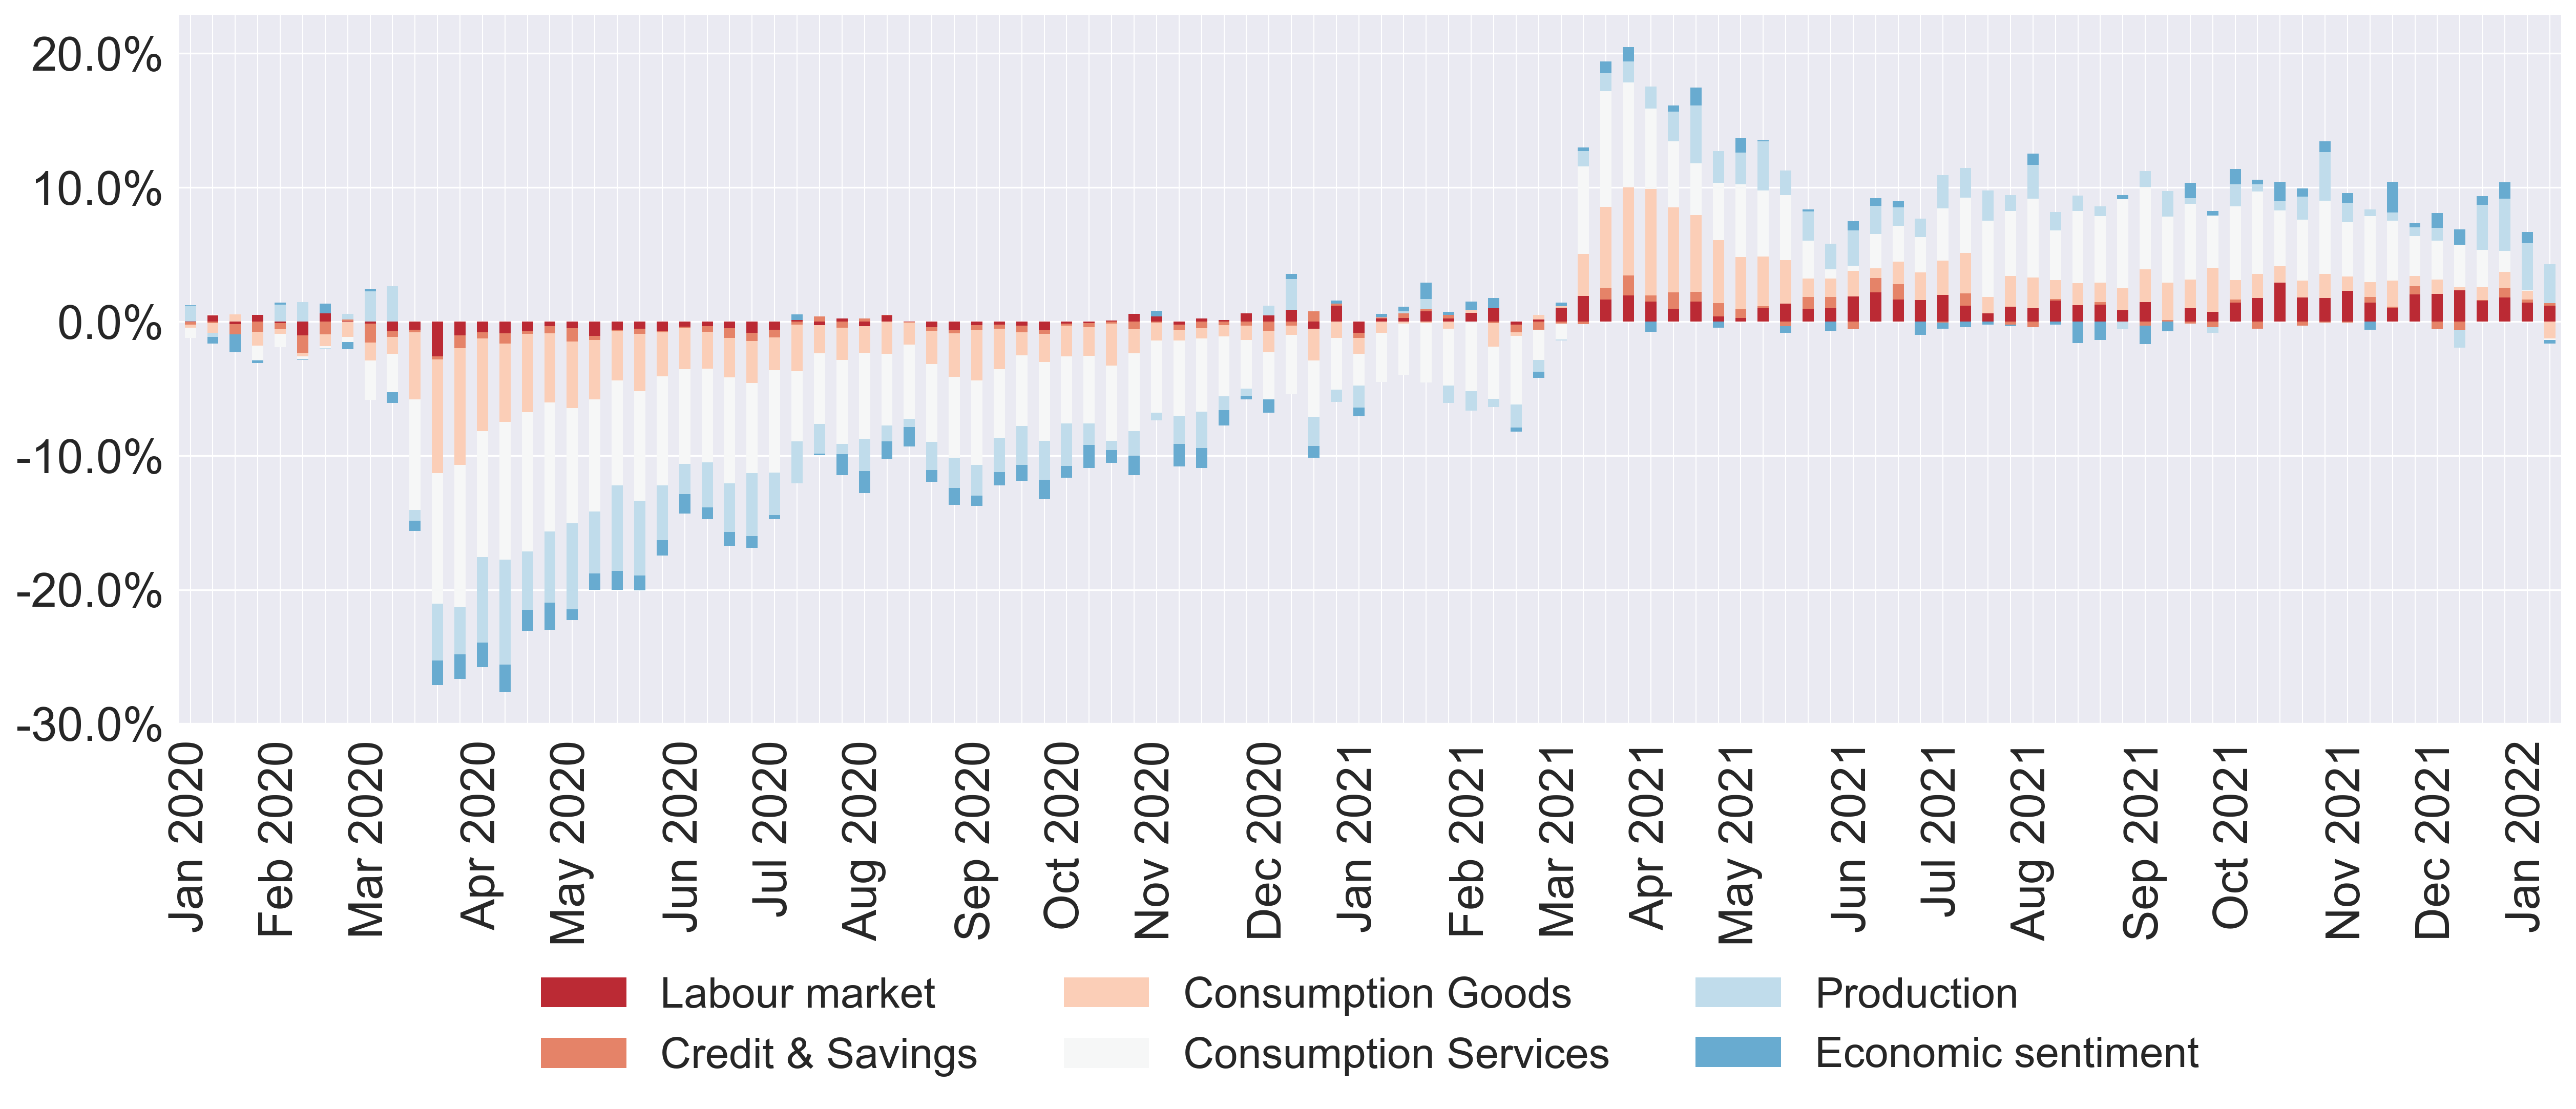 20.0%
10.0%
0.0%
-10.0%
-20.0%
-30.0%
Jan 2020
Feb 2020
Mar 2020
Apr 2020
May 2020
Jun 2020
Jul 2020
Aug 2020
Sep 2020
Oct 2020
Nov 2020
Dec 2020
Jan 2021
Feb 2021
Mar 2021
Apr 2021
May 2021
Jun 2021
Jul 2021
Aug 2021
Sep 2021
Oct 2021
Nov 2021
Dec 2021
Jan 2022
Labour market
Consumption Goods
Production
Credit & Savings
Consumption Services
Economic sentiment